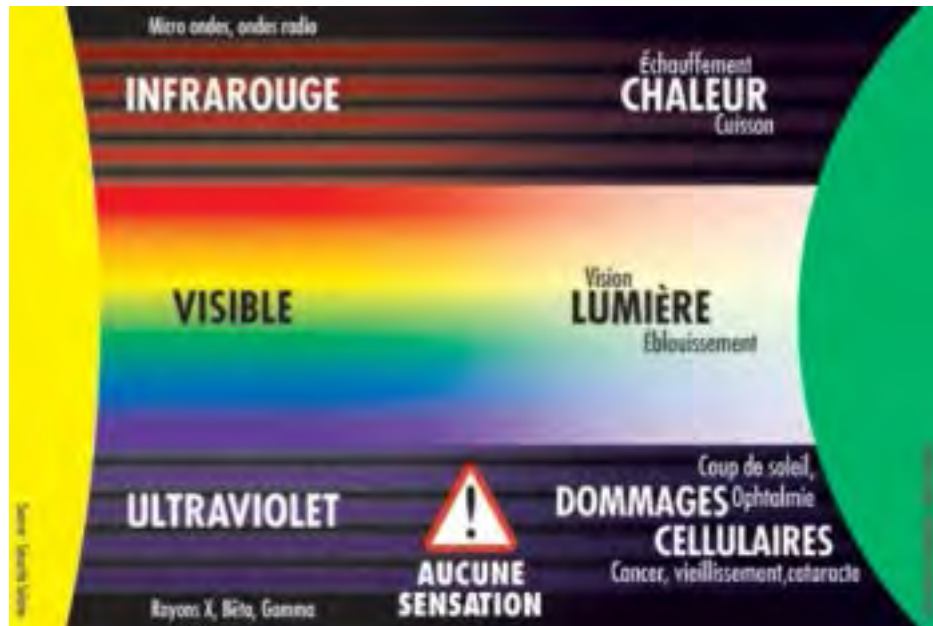 Micro ondes, ondes radio
INFRAROUGE
Échauffement
CHALEUR
Cuisson
VISIBLE
Vision
LUMIÈRE
Eblouissement
ULTRAVIOLET
Rayons X, Bêta, Gamma
AUCUNE
SENSATION
Coup de soleil,
DOMMAGES Ophtalmie
CELLULAIRES
Cancer, vieillissement,cataracte